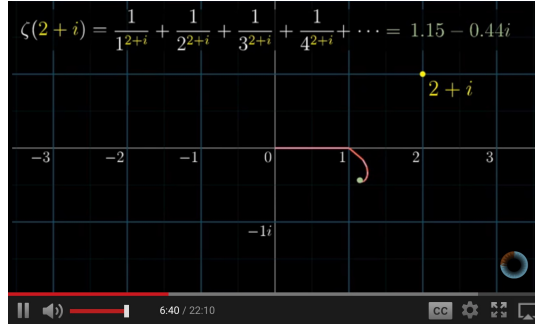 ζ(2 + i) = 1/1^{2+i} + 1/2^{2+i} + 1/3^{2+i} + 1/4^{2+i} + ··· = 1.15 − 0.44i
2 + i
−3 −2 −1 0 1 2 3
−1i
6:40 / 22:10 CC